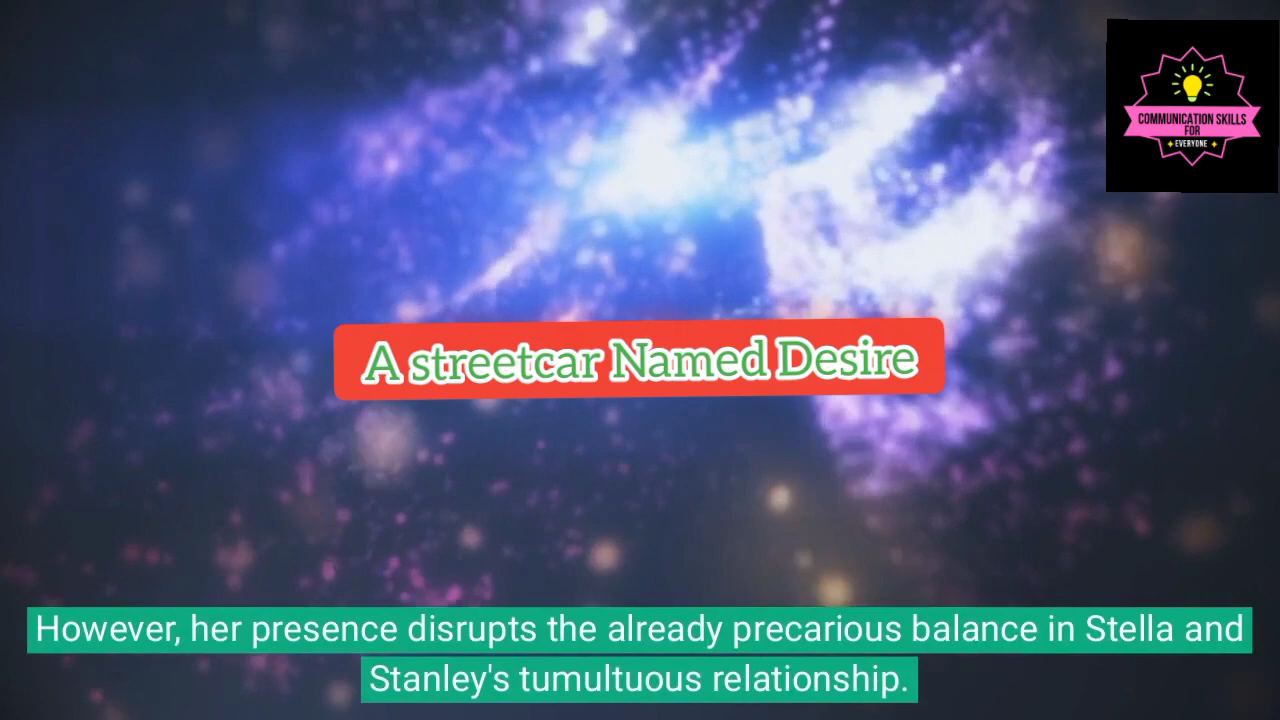 COMMUNICATION SKILLS
FOR
EVERYONE
A streetcar Named Desire
However, her presence disrupts the already precarious balance in Stella and
Stanley's tumultuous relationship.